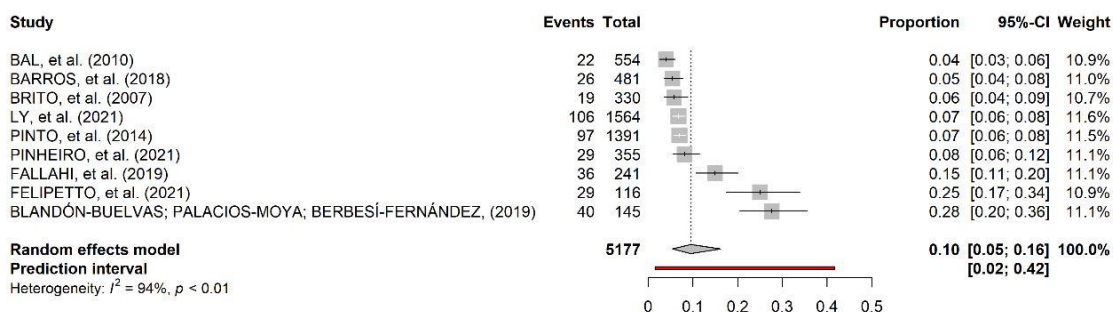 Study Events Total Proportion 95%-CI Weight
BAL, et al. (2010) 22 554 0.04 [0.03; 0.06] 10.9%
BARROS, et al. (2018) 26 481 0.05 [0.04; 0.08] 11.0%
BRITO, et al. (2007) 19 330 0.06 [0.04; 0.09] 10.7%
LY, et al. (2021) 106 1564 0.07 [0.06; 0.08] 11.6%
PINTO, et al. (2014) 97 1391 0.07 [0.06; 0.08] 11.5%
PINHEIRO, et al. (2021) 29 355 0.08 [0.06; 0.12] 11.1%
FALLAHI, et al. (2019) 36 241 0.15 [0.11; 0.20] 11.1%
FELIPETTO, et al. (2021) 29 116 0.25 [0.17; 0.34] 10.9%
BLANDÓN-BUELVAS; PALACIOS-MOYA; BERBESÍ-FERNÁNDEZ, (2019) 40 145 0.28 [0.20; 0.36] 11.1%
Random effects model 5177 0.10 [0.05; 0.16] 100.0%
Prediction interval [0.02; 0.42]
Heterogeneity: I² = 94%, p < 0.01
0 0.1 0.2 0.3 0.4 0.5